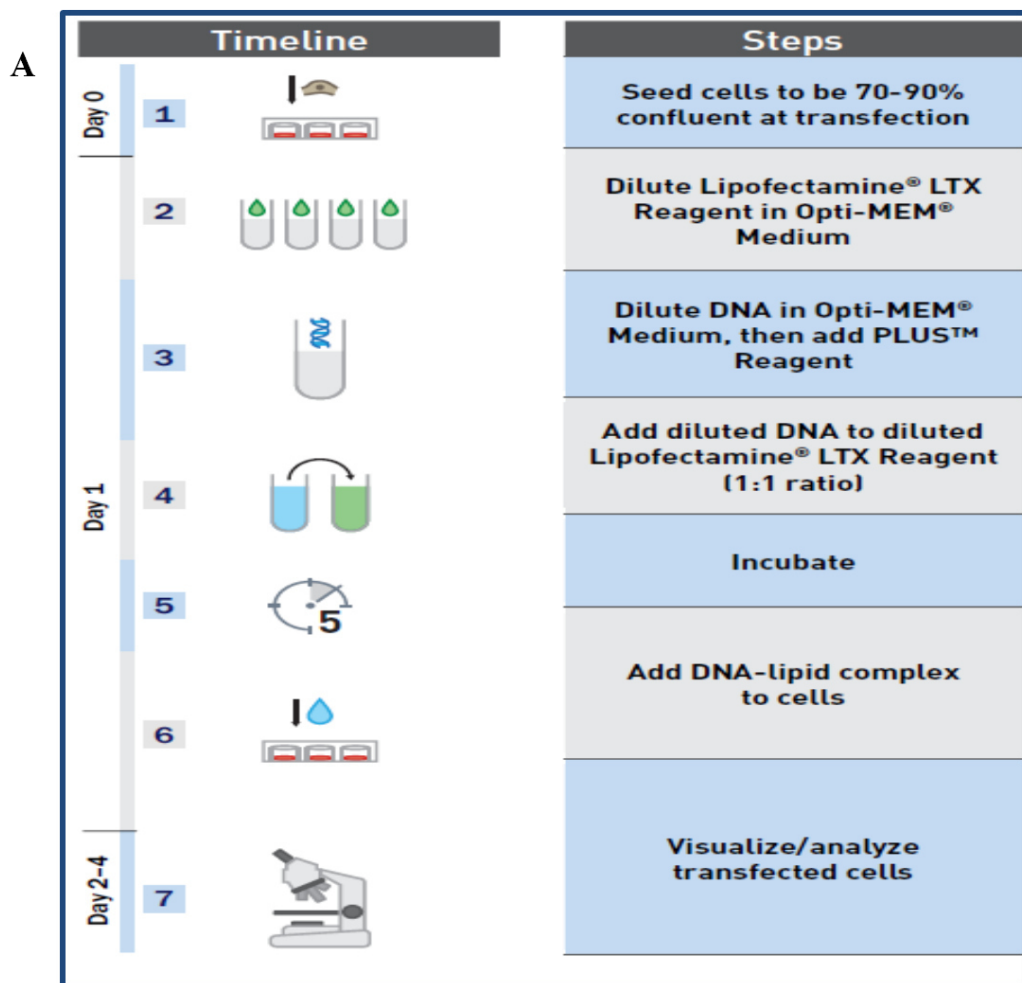 A
Timeline
Steps
Day 0
1
Seed cells to be 70-90%
confluent at transfection
Day 1
2
Dilute Lipofectamine® LTX
Reagent in Opti-MEM®
Medium
3
Dilute DNA in Opti-MEM®
Medium, then add PLUS™
Reagent
4
Add diluted DNA to diluted
Lipofectamine® LTX Reagent
(1:1 ratio)
5
5
Incubate
6
Add DNA-lipid complex
to cells
Day 2-4
7
Visualize/analyze
transfected cells